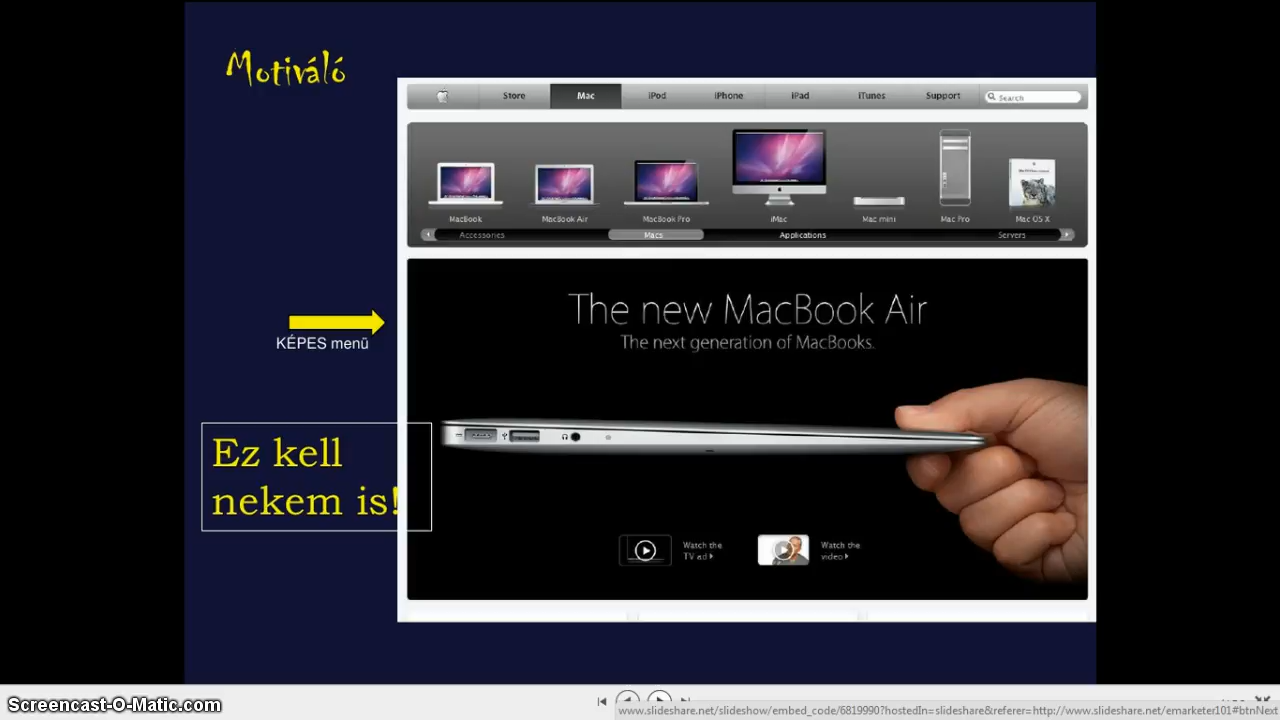 Motiváló
Store
Mac
iPod
iPhone
iPad
iTunes
Support
Search
MacBook
MacBook Air
MacBook Pro
iMac
Mac mini
Mac Pro
Mac OS X
Accessories
Macs
Applications
Servers
The new MacBook Air
The next generation of MacBooks.
KÉPES menü
Ez kell
nekem is!
Watch the
TV ad
Watch the
video
Screencast-O-Matic.com
www.slideshare.net/slideshow/embed_code/6819990?hostedIn=slideshare&referer=http://www.slideshare.net/emarketer101#btnNext